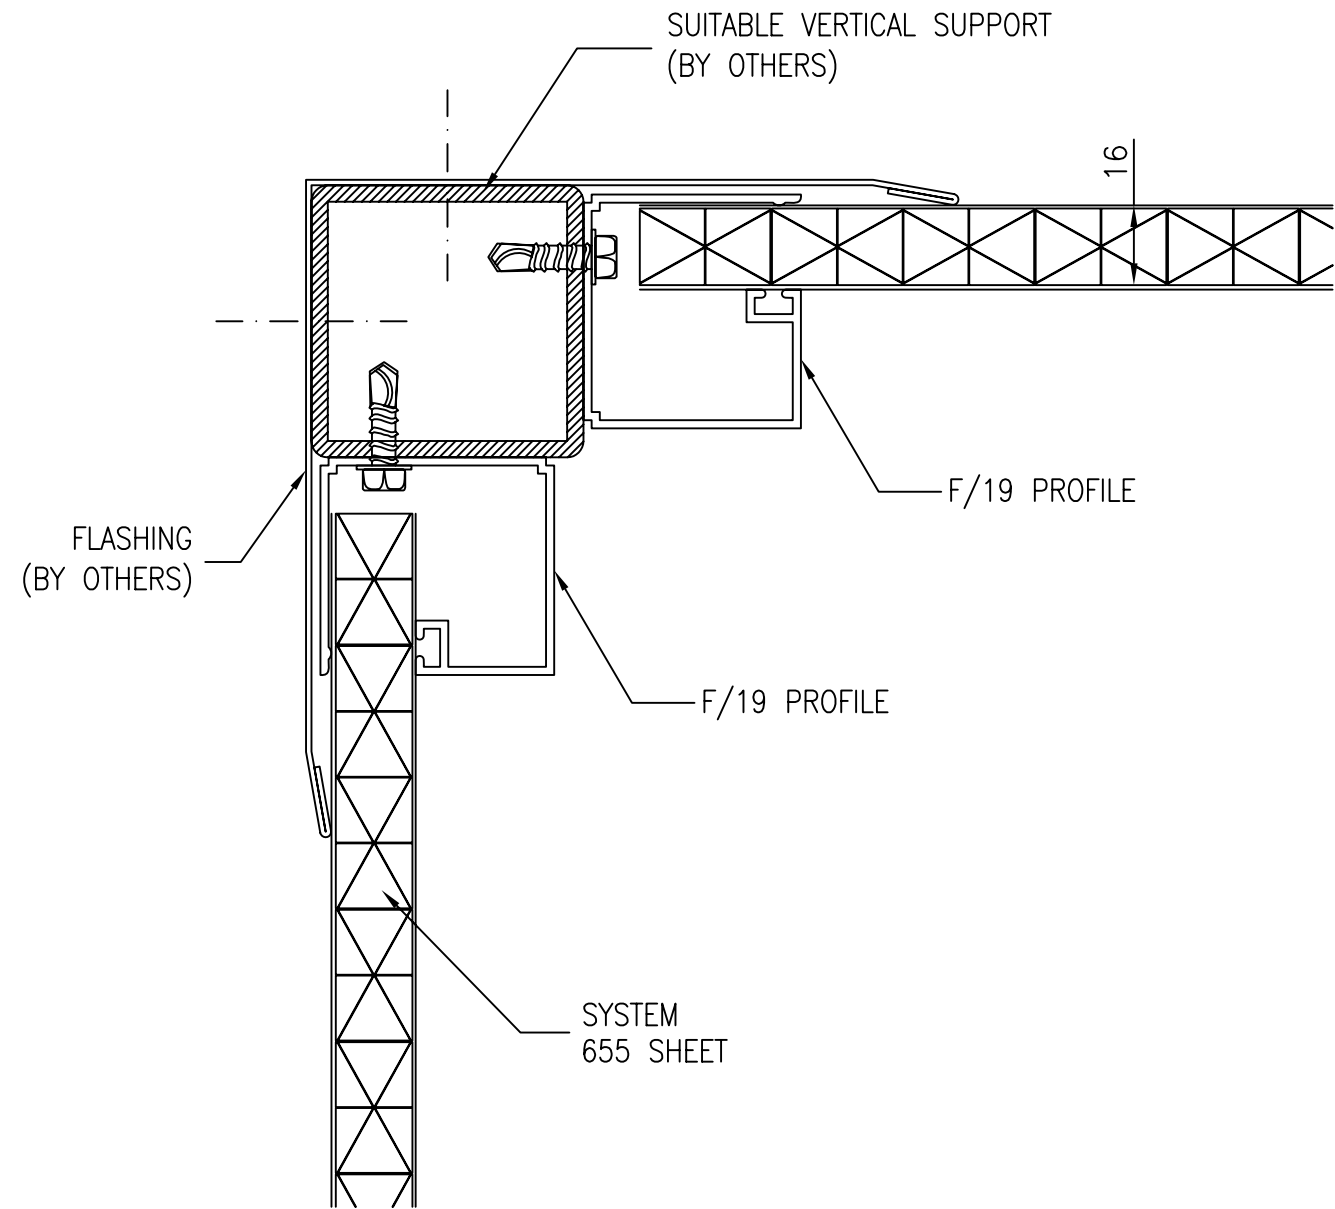 SUITABLE VERTICAL SUPPORT
(BY OTHERS)
16
F/19 PROFILE
FLASHING
(BY OTHERS)
F/19 PROFILE
SYSTEM
655 SHEET